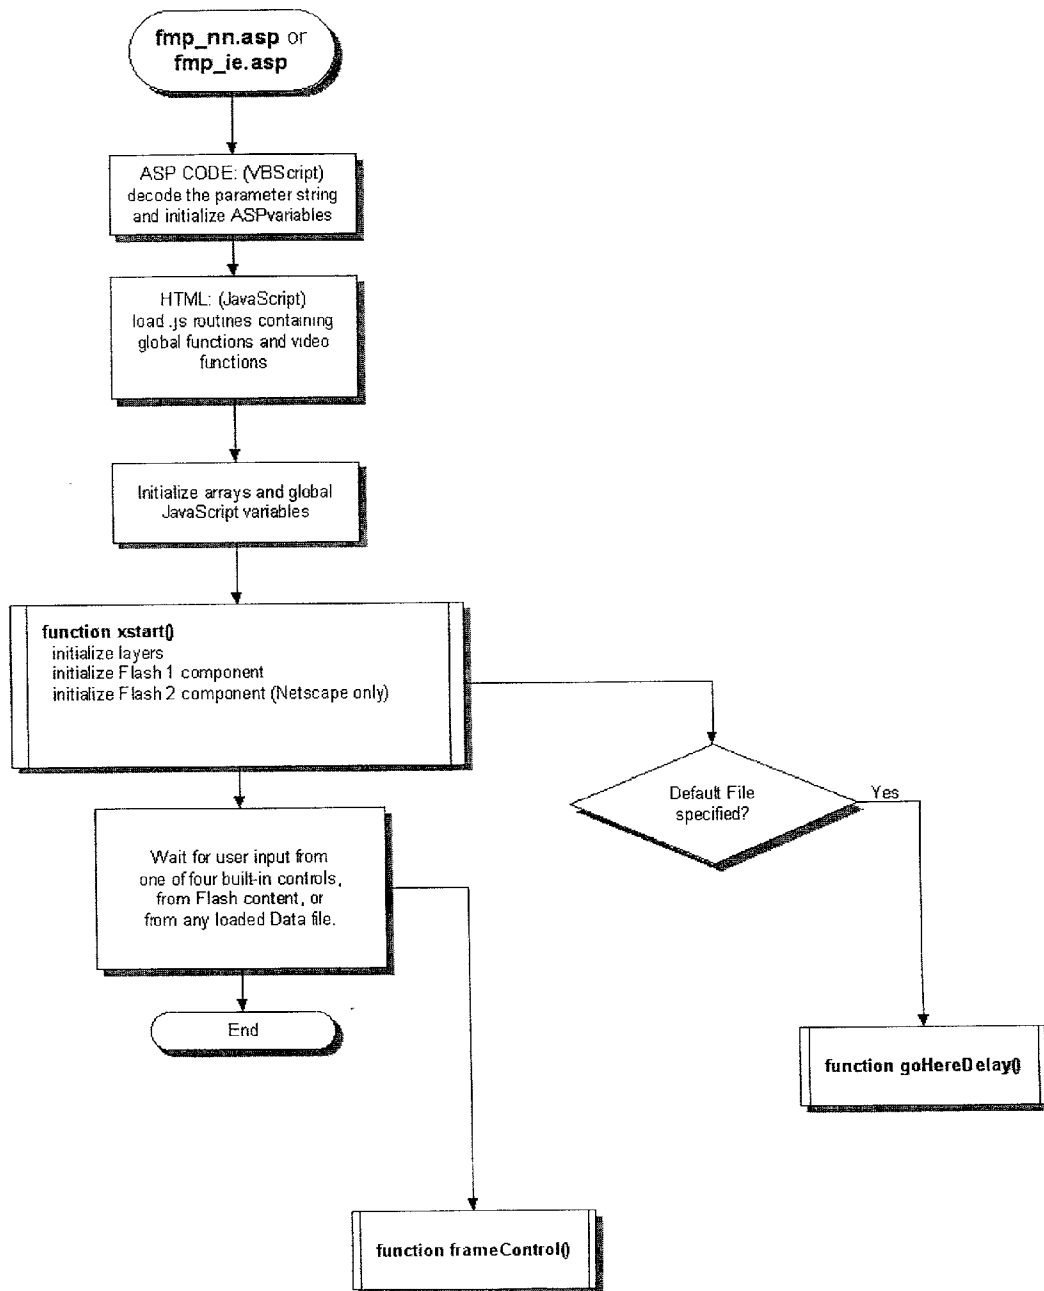 fmp_nn.asp or
fmp_ie.asp
ASP CODE: (VBScript)
decode the parameter string
and initialize ASPvariables
HTML: (JavaScript)
load .js routines containing
global functions and video
functions
Initialize arrays and global
JavaScript variables
function xstart()
initialize layers
initialize Flash 1 component
initialize Flash 2 component (Netscape only)
Default File
specified?
Yes
Wait for user input from
one of four built-in controls,
from Flash content, or
from any loaded Data file.
End
function goHereDelay()
function frameControl()